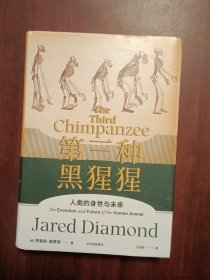 The
Third
Chimpanzee
第三种
黑猩猩
人类的身世与未来
The Evolution and Future of the Human Animal
Jared Diamond